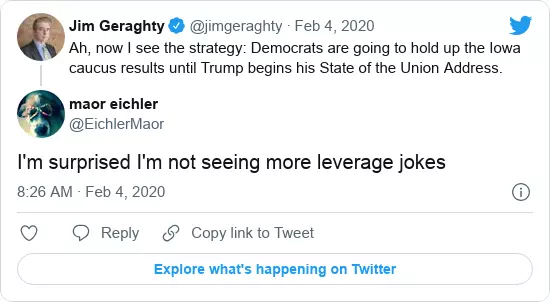 Jim Geraghty @jimgeraghty · Feb 4, 2020
Ah, now I see the strategy: Democrats are going to hold up the Iowa
caucus results until Trump begins his State of the Union Address.
maor eichler
@EichlerMaor
I'm surprised I'm not seeing more leverage jokes
8:26 AM · Feb 4, 2020
Reply Copy link to Tweet
Explore what's happening on Twitter